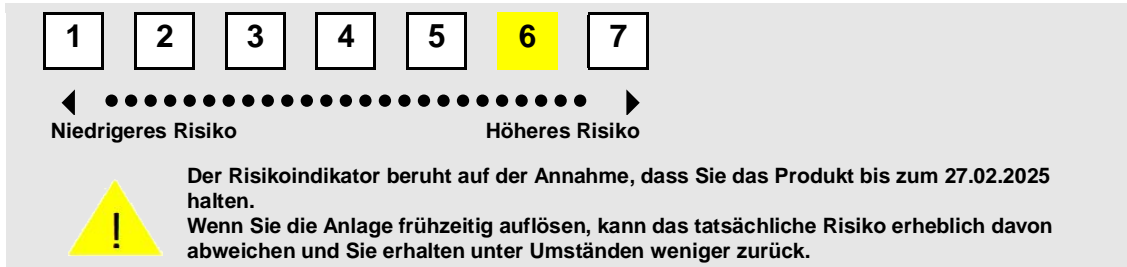 1 2 3 4 5 6 7
Niedrigeres Risiko Höheres Risiko
Der Risikoindikator beruht auf der Annahme, dass Sie das Produkt bis zum 27.02.2025
halten.
Wenn Sie die Anlage frühzeitig auflösen, kann das tatsächliche Risiko erheblich davon
abweichen und Sie erhalten unter Umständen weniger zurück.
!